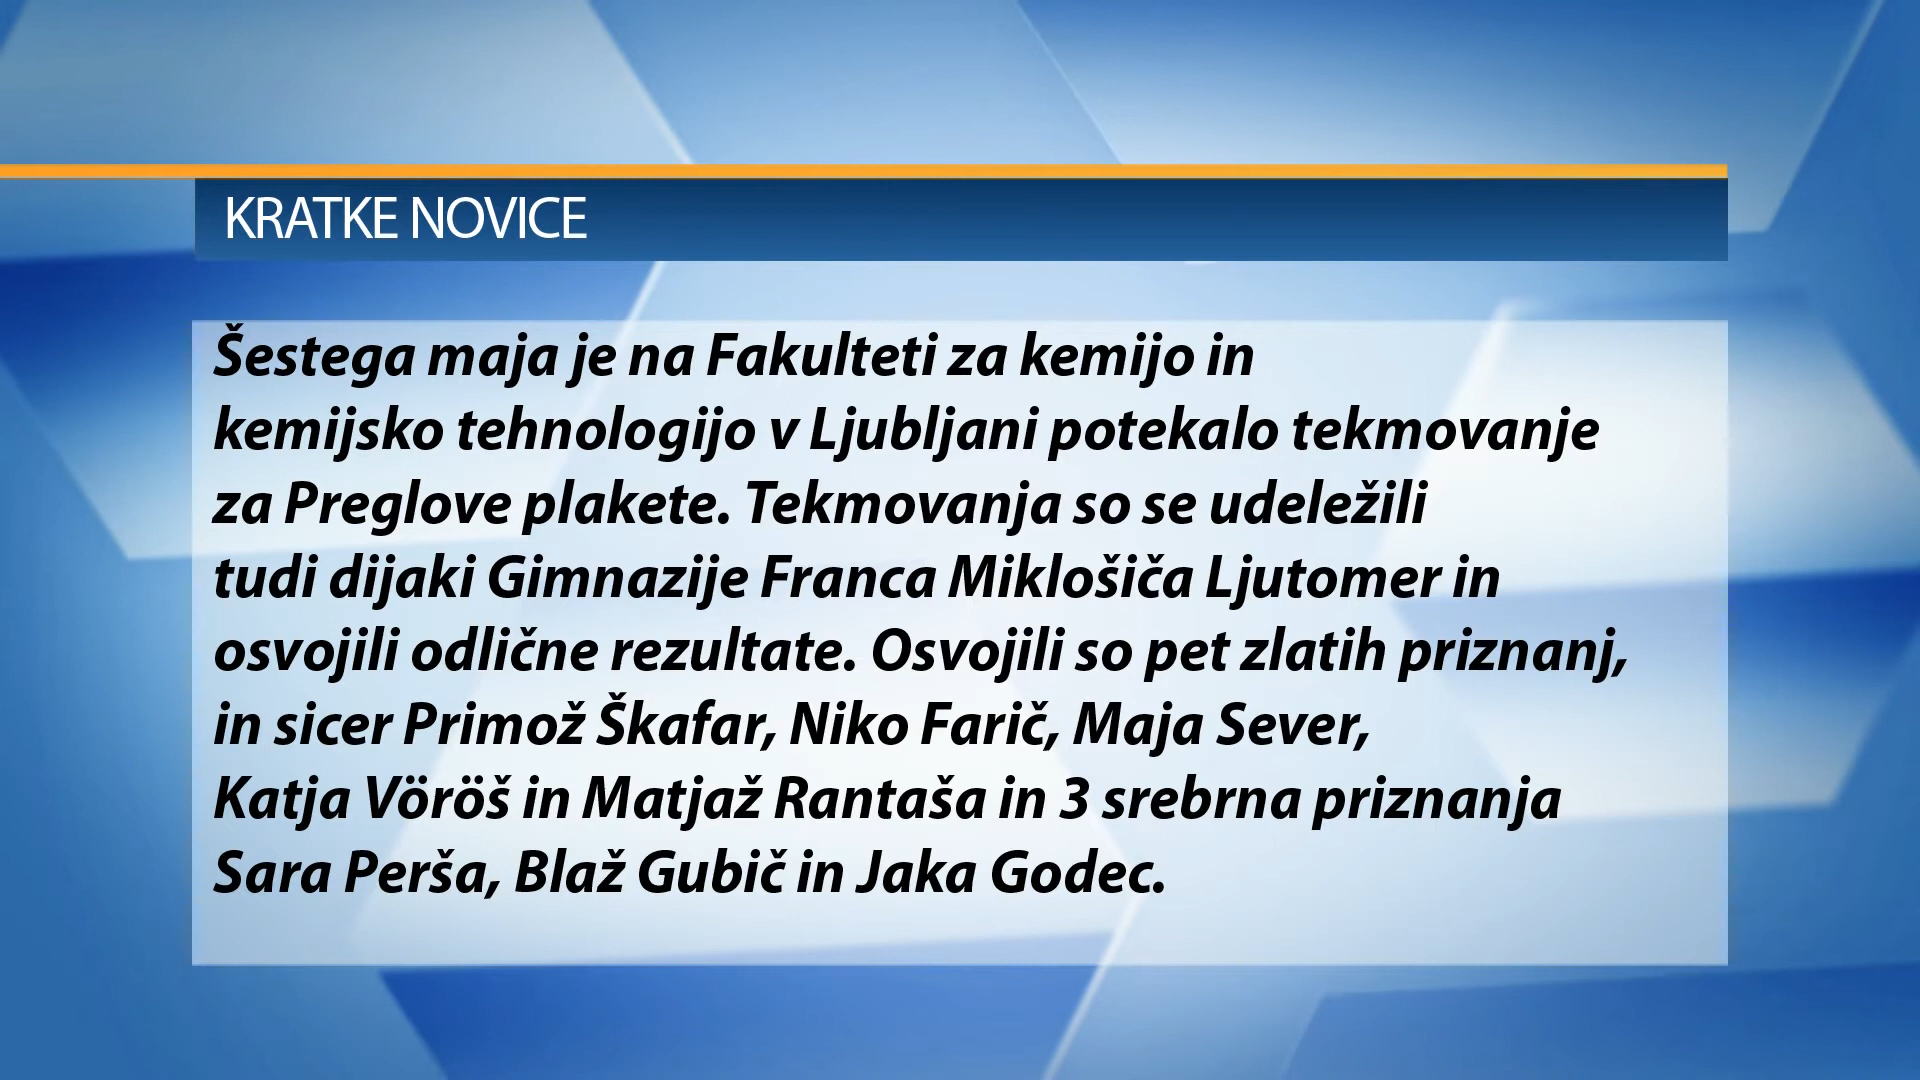 KRATKE NOVICE
Šestega maja je na Fakulteti za kemijo in
kemijsko tehnologijo v Ljubljani potekalo tekmovanje
za Preglove plakete. Tekmovanja so se udeležili
tudi dijaki Gimnazije Franca Miklošiča Ljutomer in
osvojili odlične rezultate. Osvojili so pet zlatih priznanj,
in sicer Primož Škafar, Niko Farič, Maja Sever,
Katja Vöröš in Matjaž Rantaša in 3 srebrna priznanja
Sara Perša, Blaž Gubič in Jaka Godec.